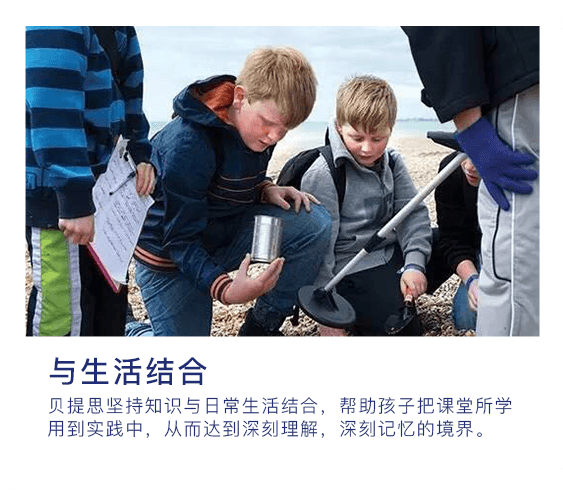 与生活结合
贝提思坚持知识与日常生活结合，帮助孩子把课堂所学
用到实践中，从而达到深刻理解，深刻记忆的境界。